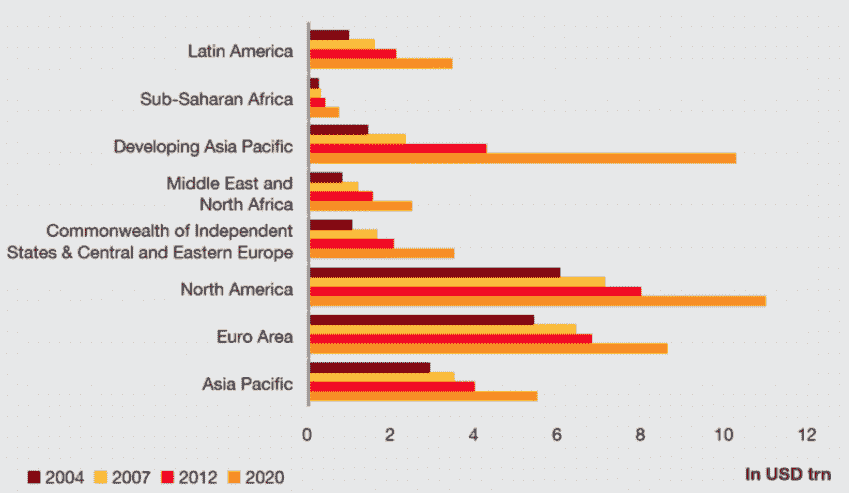 Latin America
Sub-Saharan Africa
Developing Asia Pacific
Middle East and
North Africa
Commonwealth of Independent
States & Central and Eastern Europe
North America
Euro Area
Asia Pacific
0 2 4 6 8 10 12
2004 2007 2012 2020
In USD trn